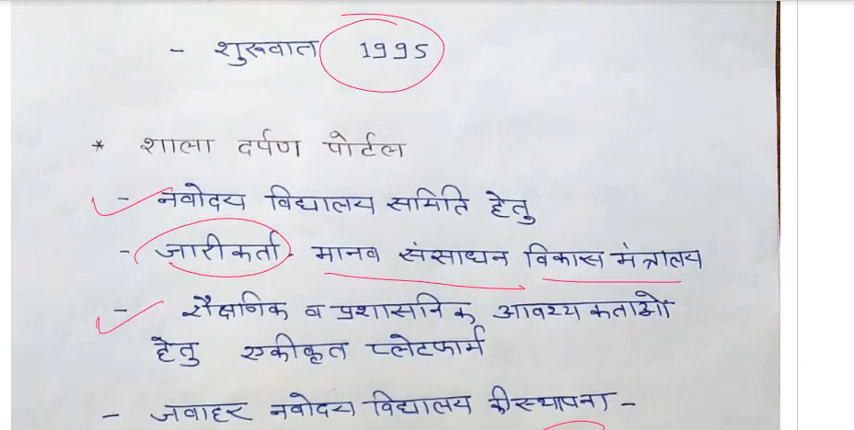 - शुरूवात 1995
* शाला दर्पण पोर्टल
- नवोदय विद्यालय समिति हेतु
- जारीकर्ता - मानव संसाधन विकास मंत्रालय
- शैक्षणिक व प्रशासनिक आवश्यकताओ
हेतु एकीकृत प्लेटफार्म
- जवाहर नवोदय विद्यालय की स्थापना -